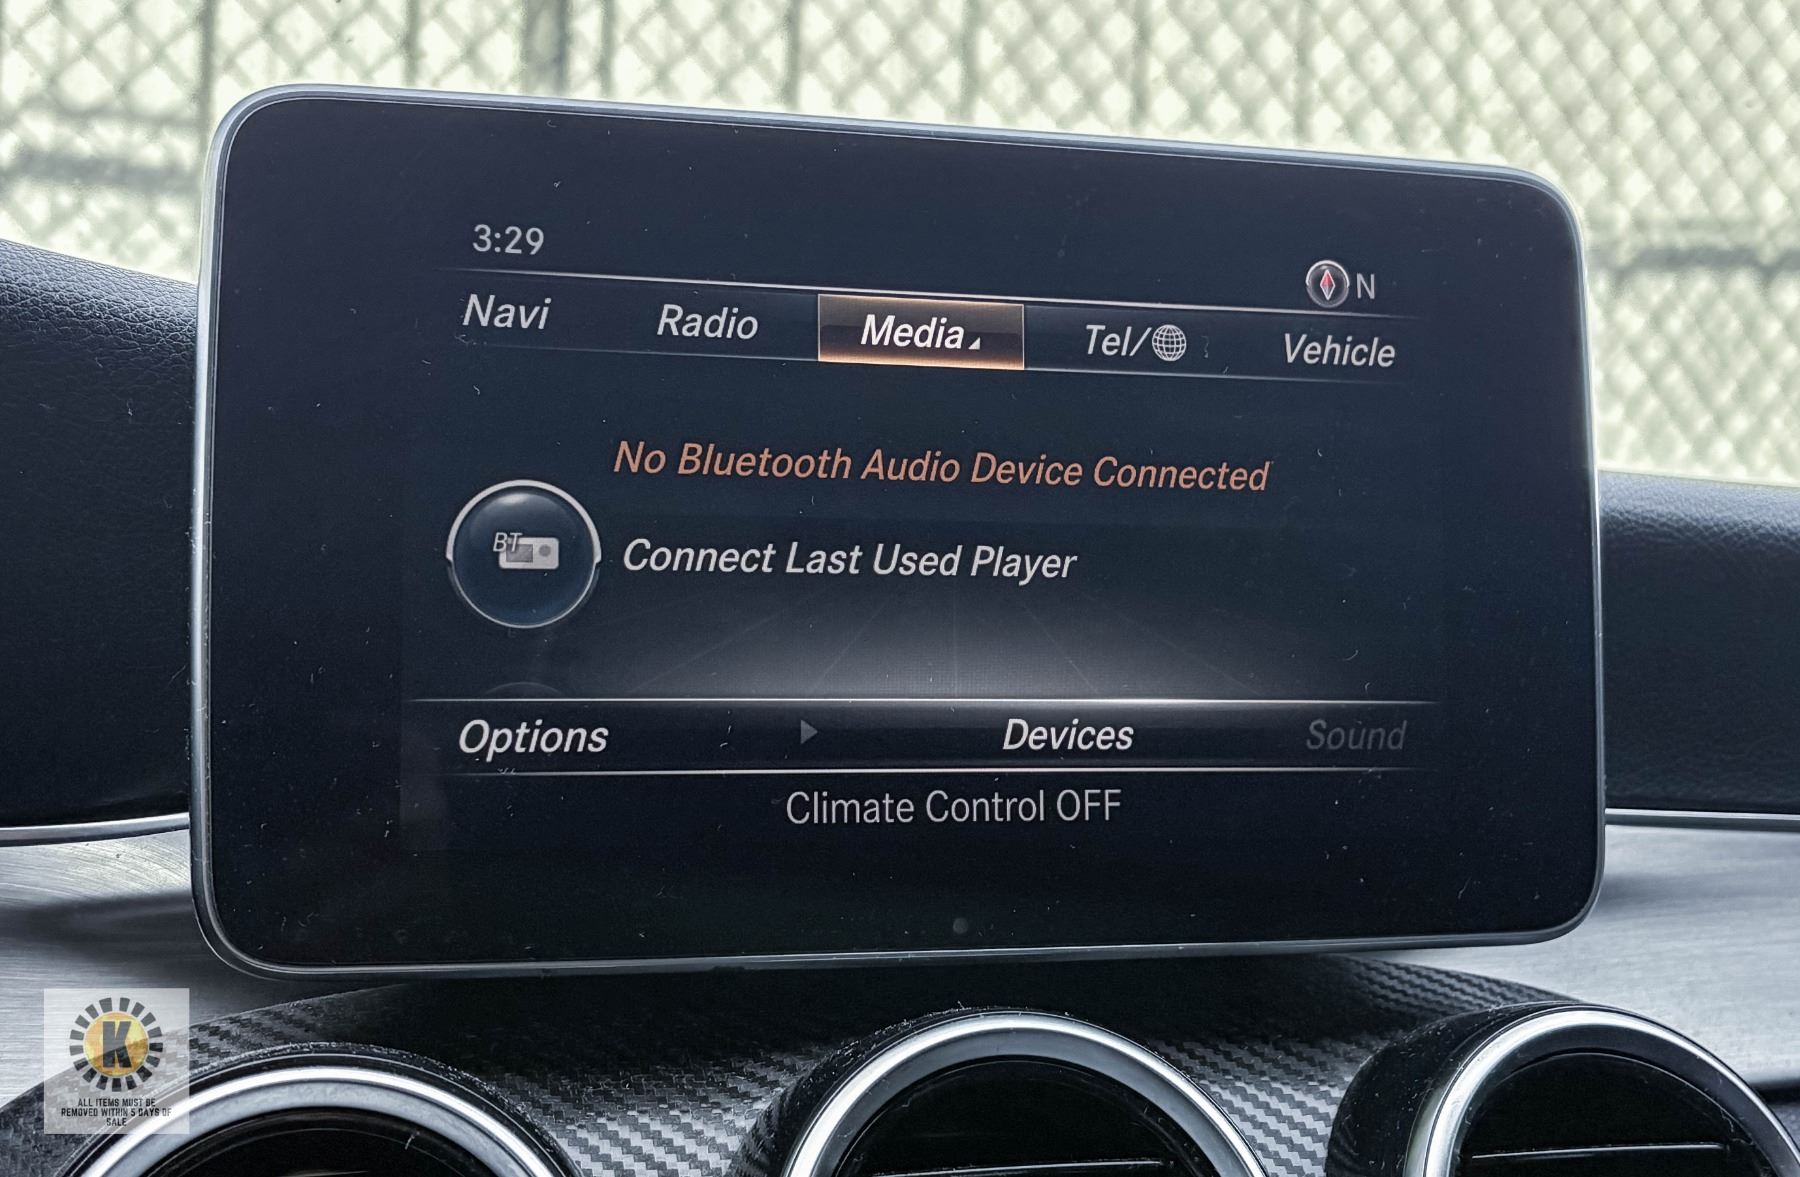 3:29
N
Navi Radio Media Tel/ Vehicle
No Bluetooth Audio Device Connected
BT
Connect Last Used Player
Options Devices Sound
Climate Control OFF
K
ALL ITEMS MUST BE
REMOVED WITHIN 5 DAYS OF
SALE